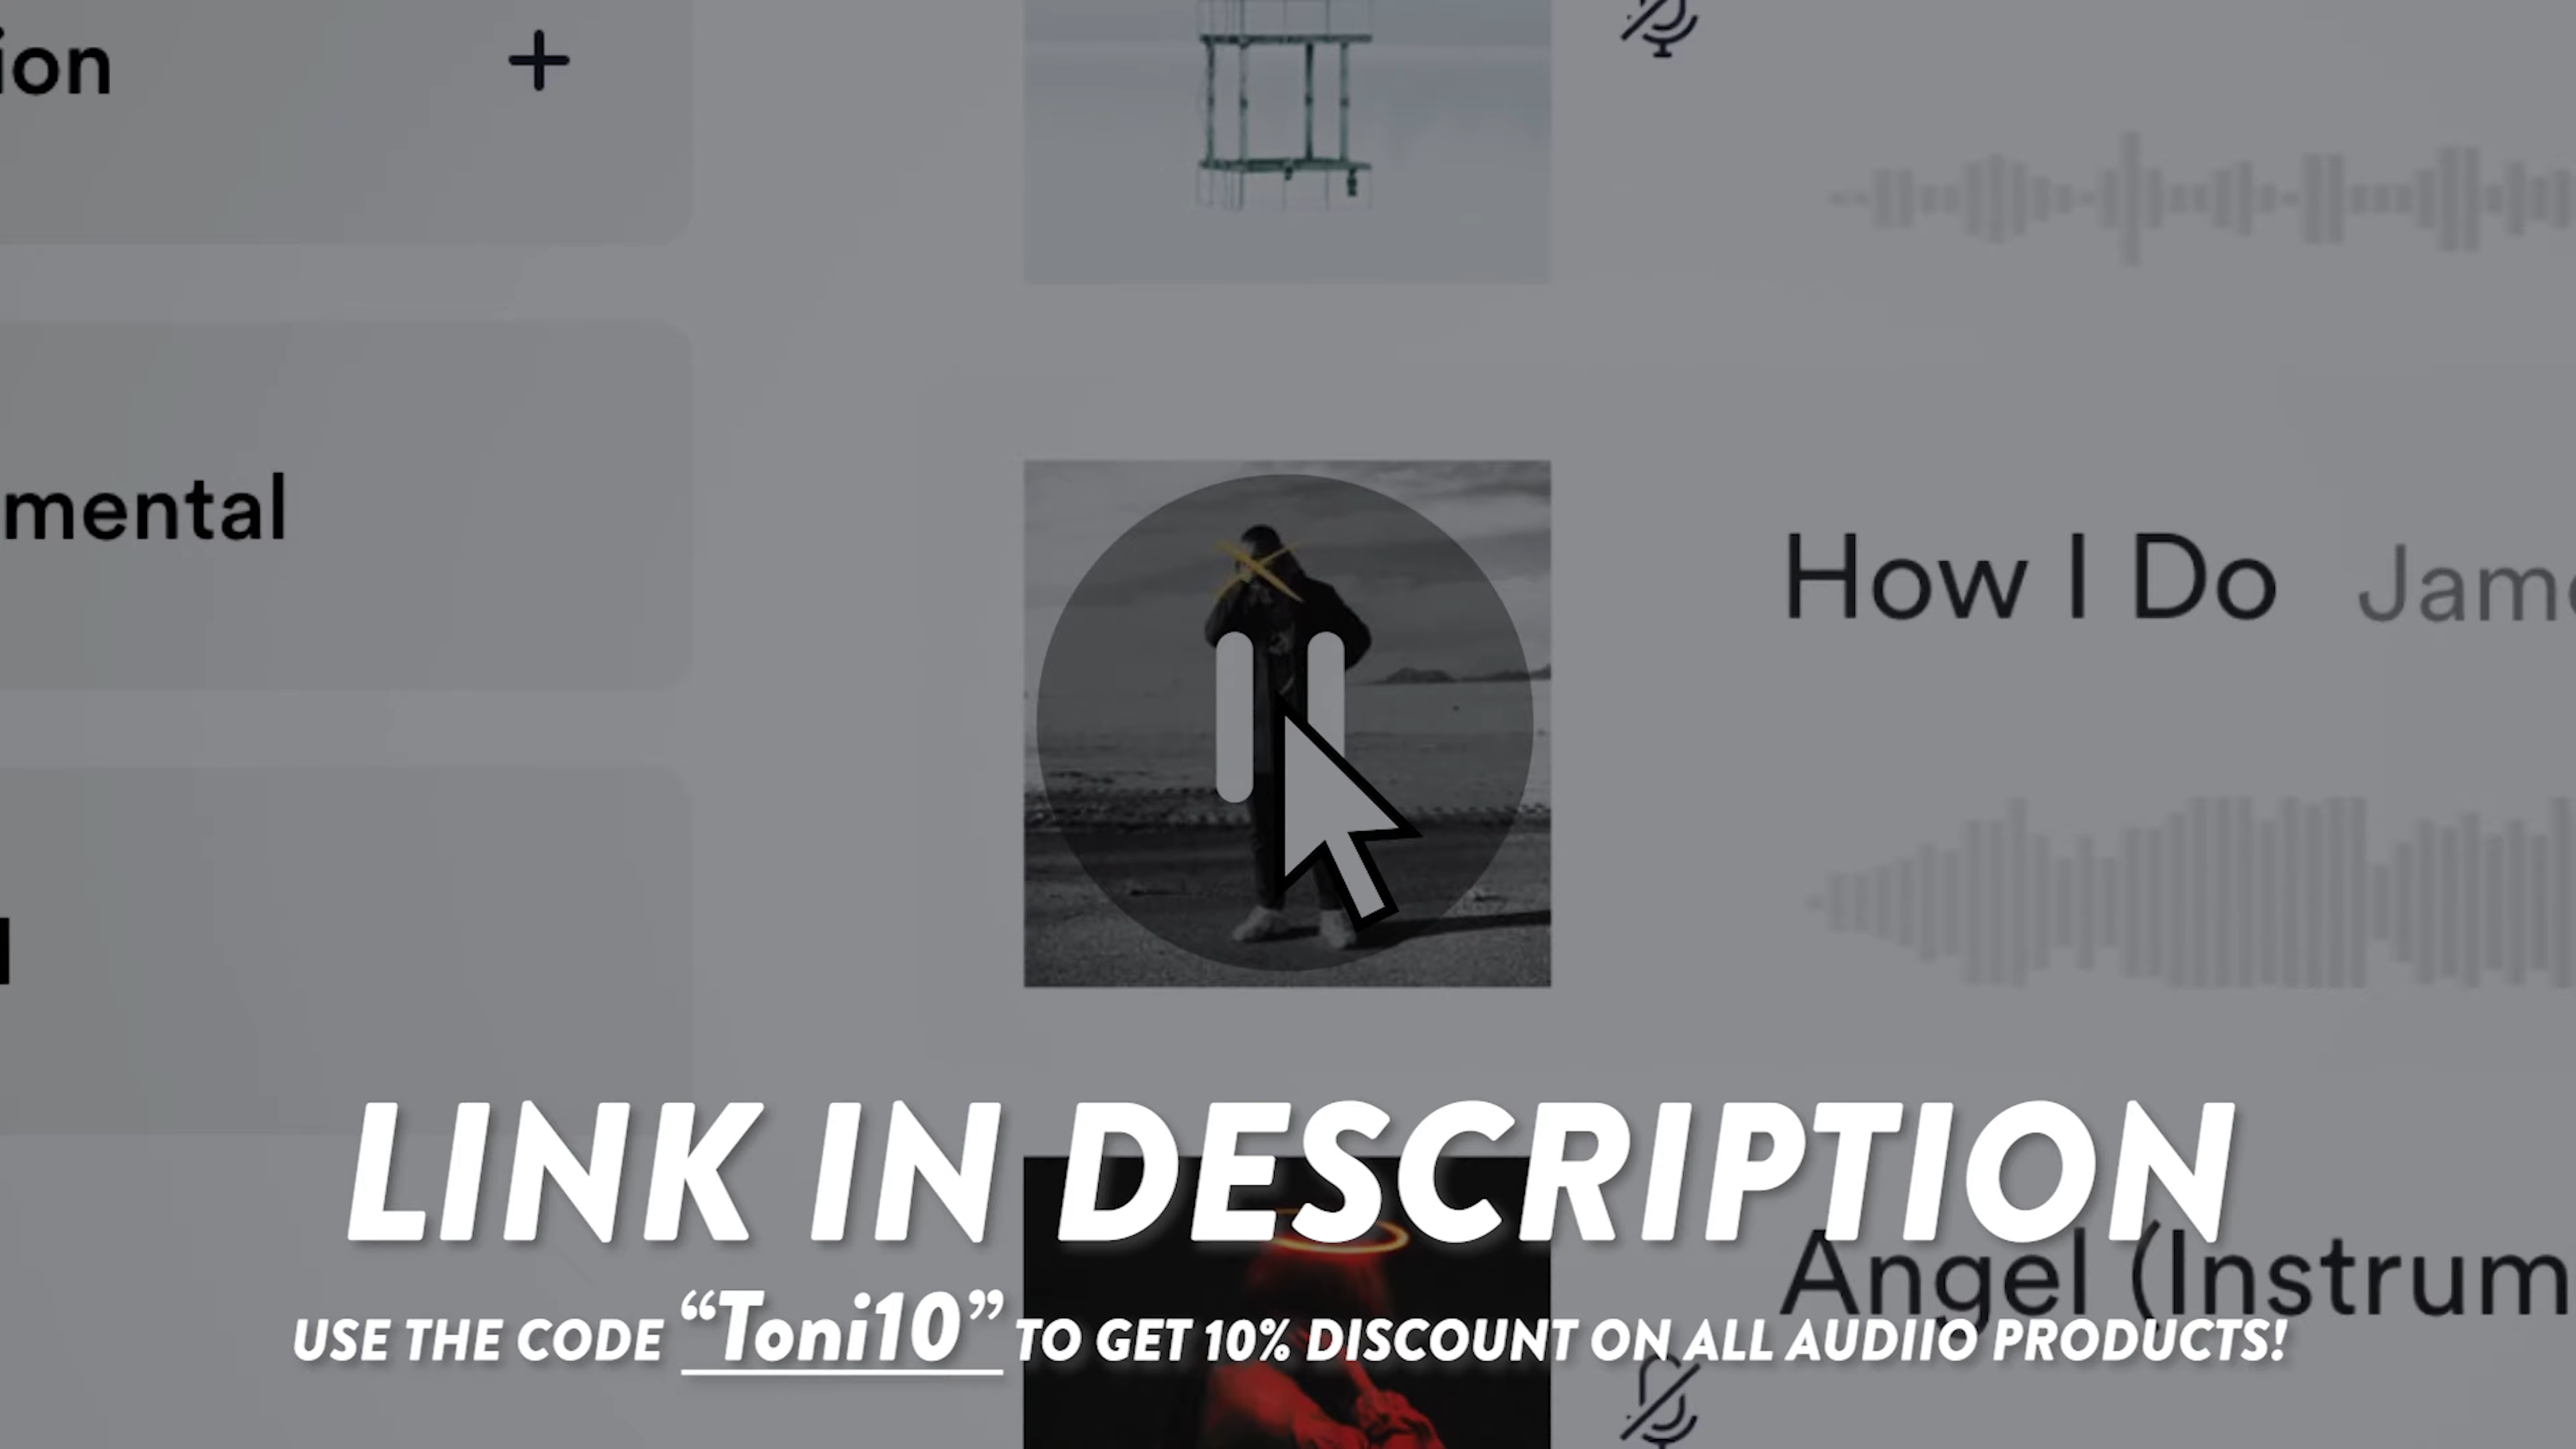 ion +
mental
How I Do Jame
LINK IN DESCRIPTION
Angel (Instrum
USE THE CODE “Toni10” TO GET 10% DISCOUNT ON ALL AUDIIO PRODUCTS!